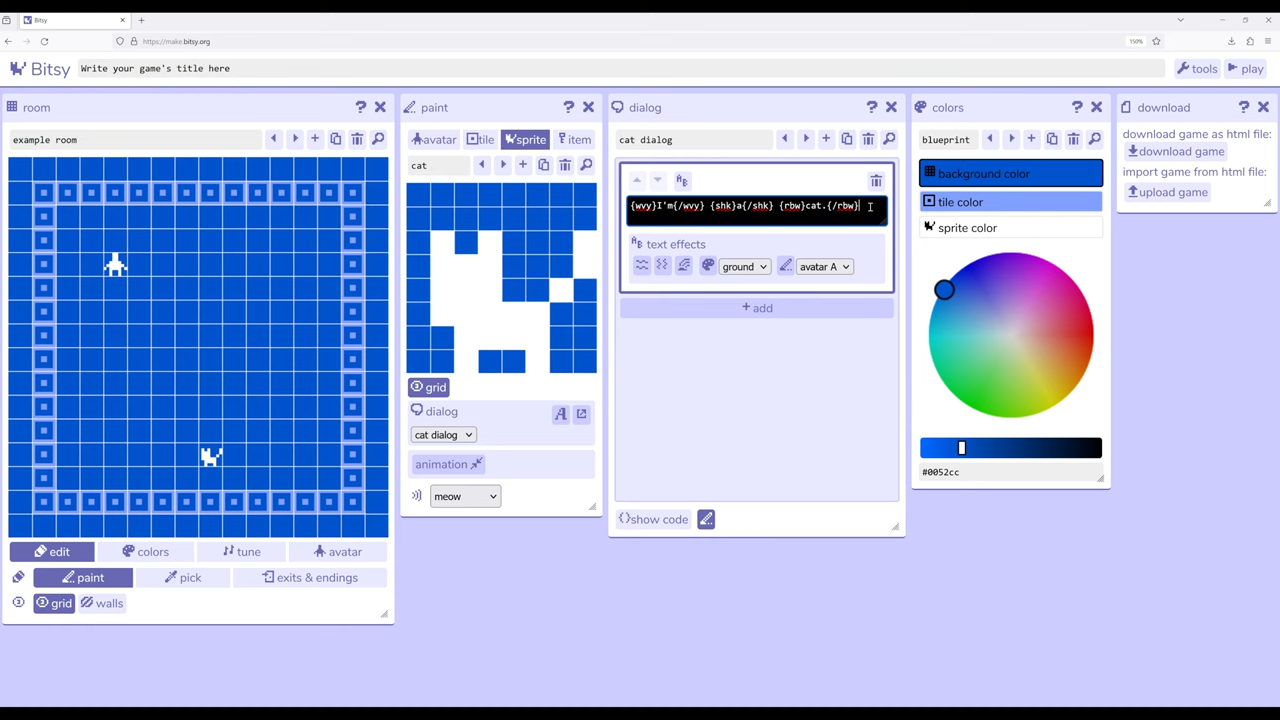 Bitsy
https://make.bitsy.org
150%
Bitsy
Write your game's title here
tools
play
room
example room
edit
colors
tune
avatar
paint
pick
exits & endings
grid
walls
paint
avatar
tile
sprite
item
cat
grid
dialog
cat dialog
animation
meow
dialog
cat dialog
{wvy}I'm{/wvy} {shk}a{/shk} {rbw}cat.{/rbw}
text effects
ground
avatar A
add
show code
colors
blueprint
background color
tile color
sprite color
#0052cc
download
download game as html file:
download game
import game from html file:
upload game